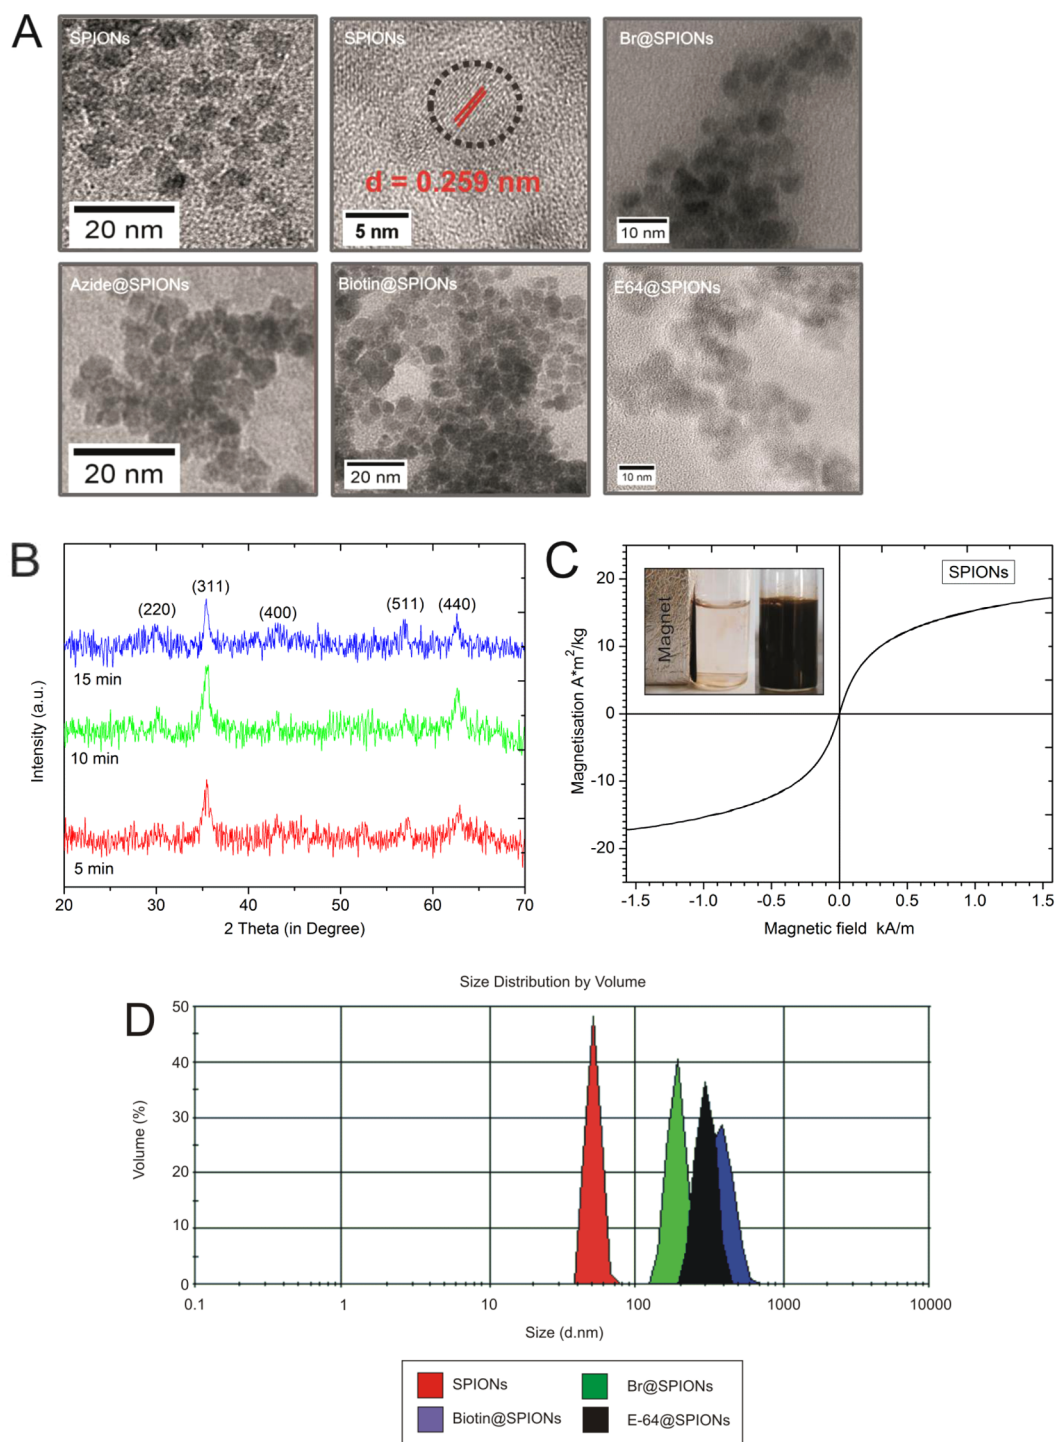 A
SPIONs
SPIONs
Br@SPIONs
d = 0.259 nm
20 nm
5 nm
10 nm
Azide@SPIONs
Biotin@SPIONs
E64@SPIONs
20 nm
20 nm
10 nm
B
(220)
(311)
(400)
(511)
(440)
15 min
10 min
5 min
Intensity (a.u.)
20 30 40 50 60 70
2 Theta (in Degree)
C
SPIONs
Magnet
Magnetisation A*m²/kg
20
10
0
-10
-20
-1.5 -1.0 -0.5 0.0 0.5 1.0 1.5
Magnetic field kA/m
Size Distribution by Volume
D
Volume (%)
50
40
30
20
10
0
0.1 1 10 100 1000 10000
Size (d.nm)
SPIONs
Br@SPIONs
Biotin@SPIONs
E-64@SPIONs